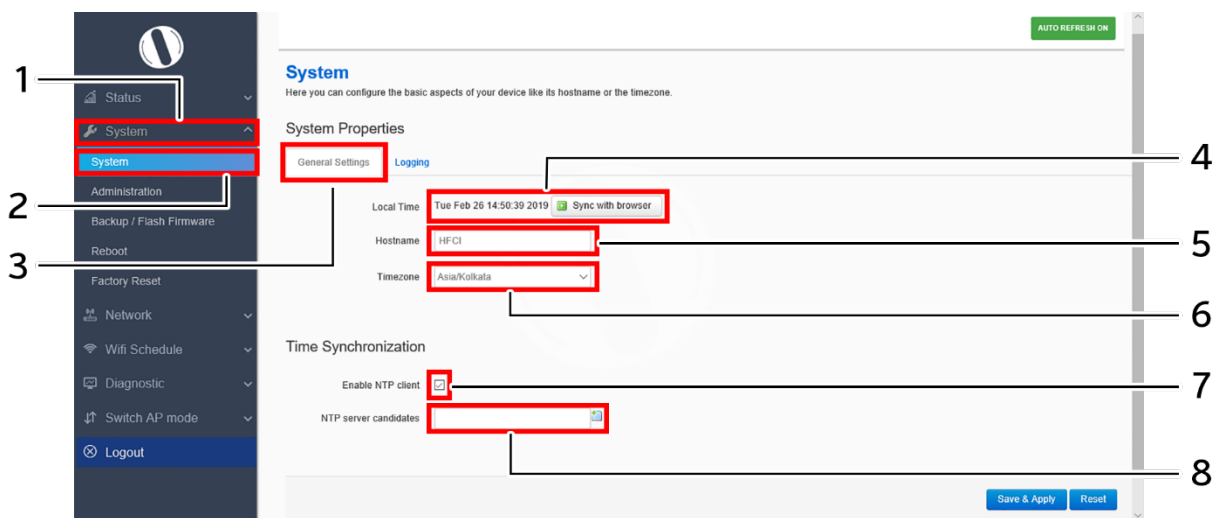 AUTO REFRESH ON
1
Status
System
System
Administration
2
Backup / Flash Firmware
Reboot
3
Factory Reset
Network
Wifi Schedule
Diagnostic
Switch AP mode
Logout
System
Here you can configure the basic aspects of your device like its hostname or the timezone.
System Properties
General Settings Logging
4
Local Time Tue Feb 26 14:50:39 2019 Sync with browser
Hostname HFCI
5
Timezone Asia/Kolkata
6
Time Synchronization
Enable NTP client
7
NTP server candidates
8
Save & Apply Reset